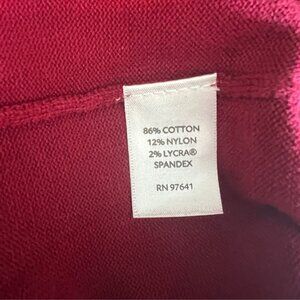 86% COTTON
12% NYLON
2% LYCRA®
SPANDEX
RN 97641